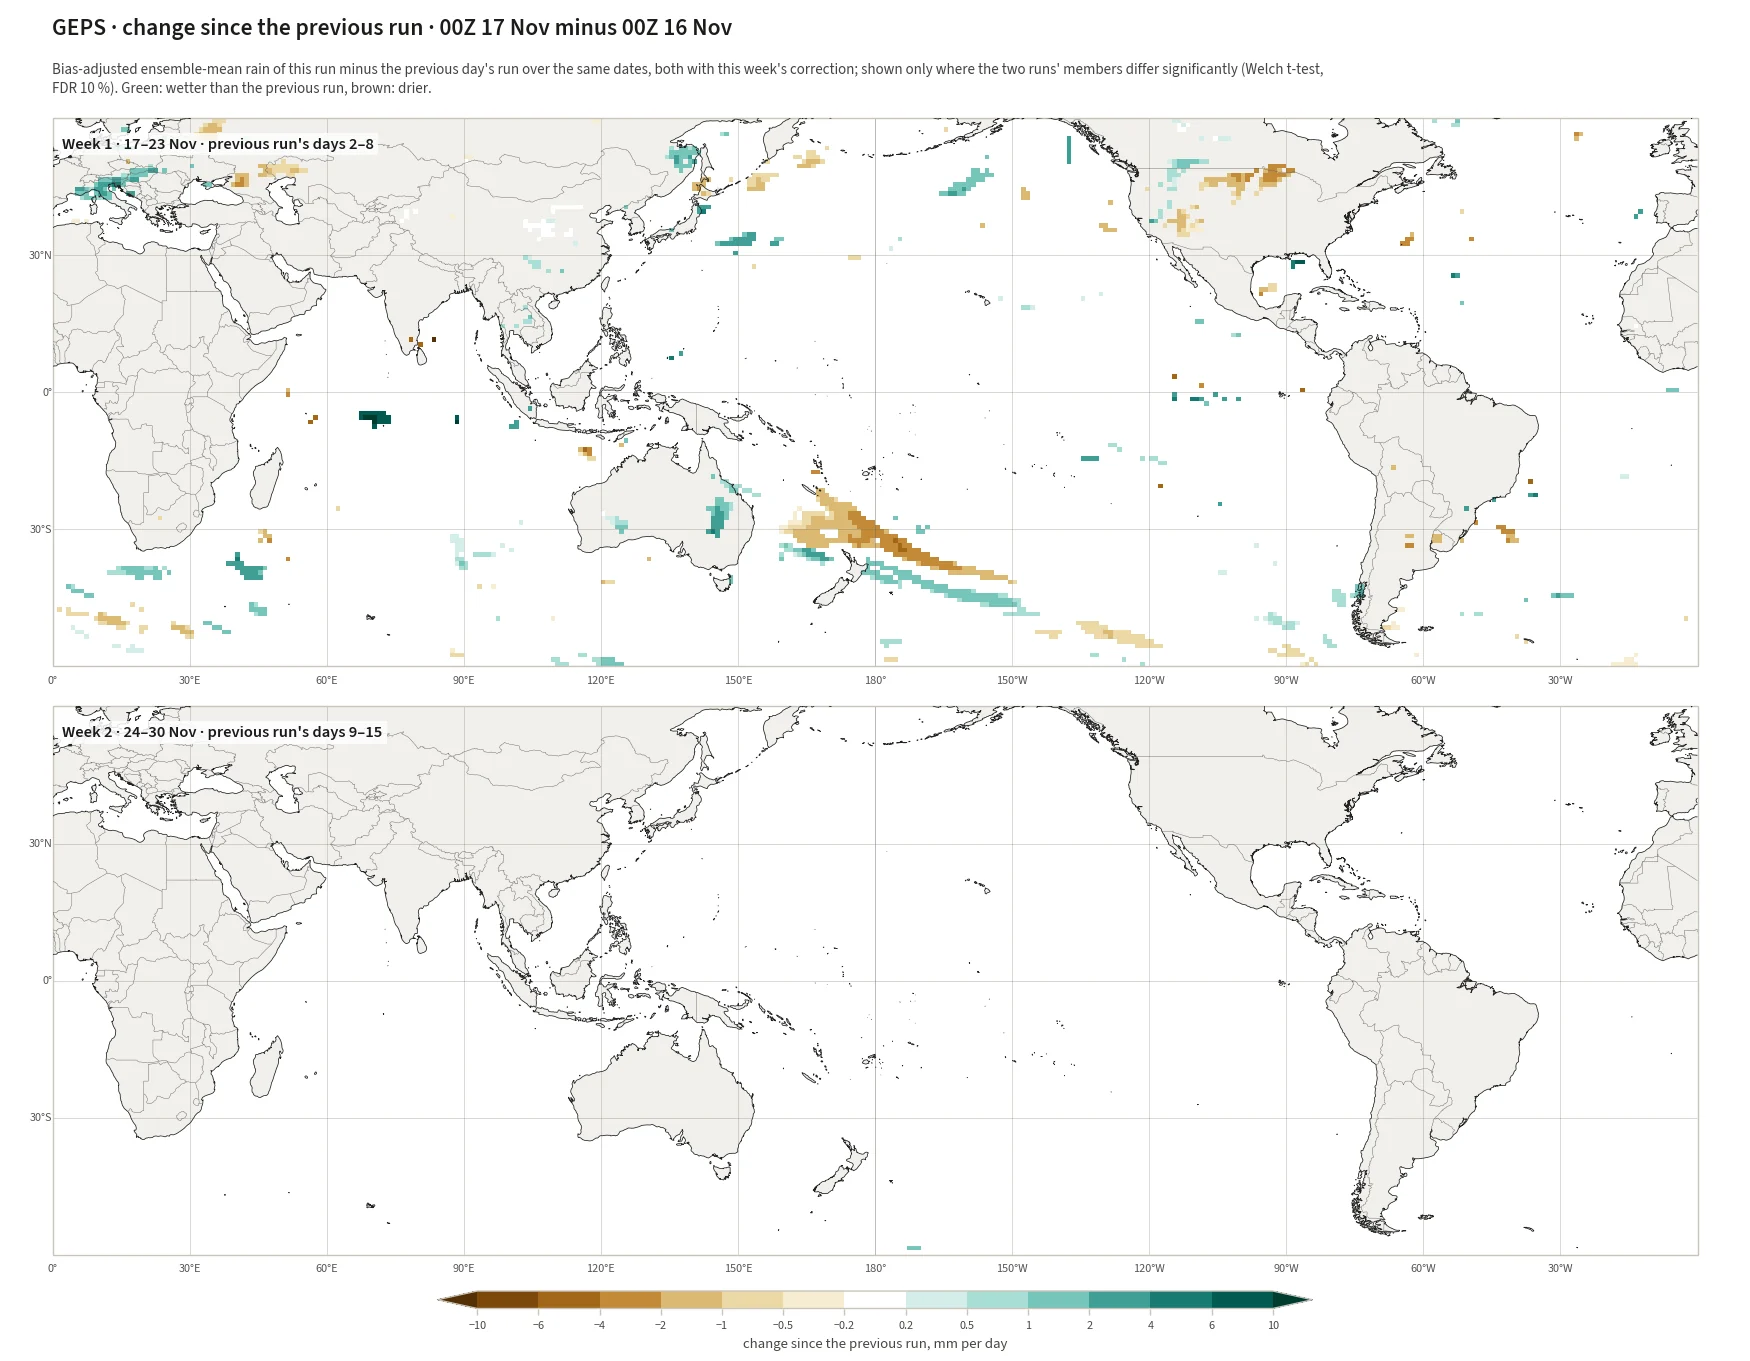 GEPS · change since the previous run · 00Z 17 Nov minus 00Z 16 Nov
Bias-adjusted ensemble-mean rain of this run minus the previous day's run over the same dates, both with this week's correction; shown only where the two runs' members differ significantly (Welch t-test,
FDR 10 %). Green: wetter than the previous run, brown: drier.
Week 1 · 17–23 Nov · previous run's days 2–8
30°N
0°
30°S
0° 30°E 60°E 90°E 120°E 150°E 180° 150°W 120°W 90°W 60°W 30°W
Week 2 · 24–30 Nov · previous run's days 9–15
30°N
0°
30°S
0° 30°E 60°E 90°E 120°E 150°E 180° 150°W 120°W 90°W 60°W 30°W
−10 −6 −4 −2 −1 −0.5 −0.2 0.2 0.5 1 2 4 6 10
change since the previous run, mm per day